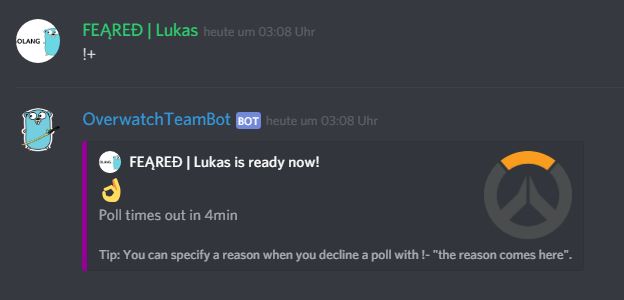 FEĄREĐ | Lukas heute um 03:08 Uhr
OLANG
!+
OverwatchTeamBot BOT heute um 03:08 Uhr
FEĄREĐ | Lukas is ready now!
👌
Poll times out in 4min
Tip: You can specify a reason when you decline a poll with !- "the reason comes here".